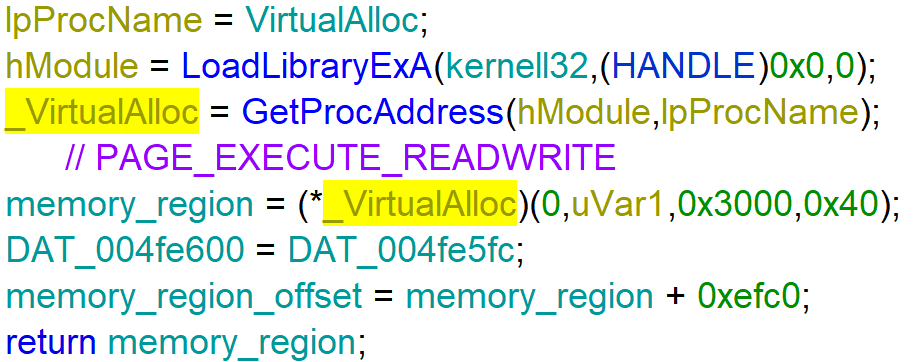 lpProcName = VirtualAlloc;
hModule = LoadLibraryExA(kernell32,(HANDLE)0x0,0);
_VirtualAlloc = GetProcAddress(hModule,lpProcName);
// PAGE_EXECUTE_READWRITE
memory_region = (*_VirtualAlloc)(0,uVar1,0x3000,0x40);
DAT_004fe600 = DAT_004fe5fc;
memory_region_offset = memory_region + 0xefc0;
return memory_region;